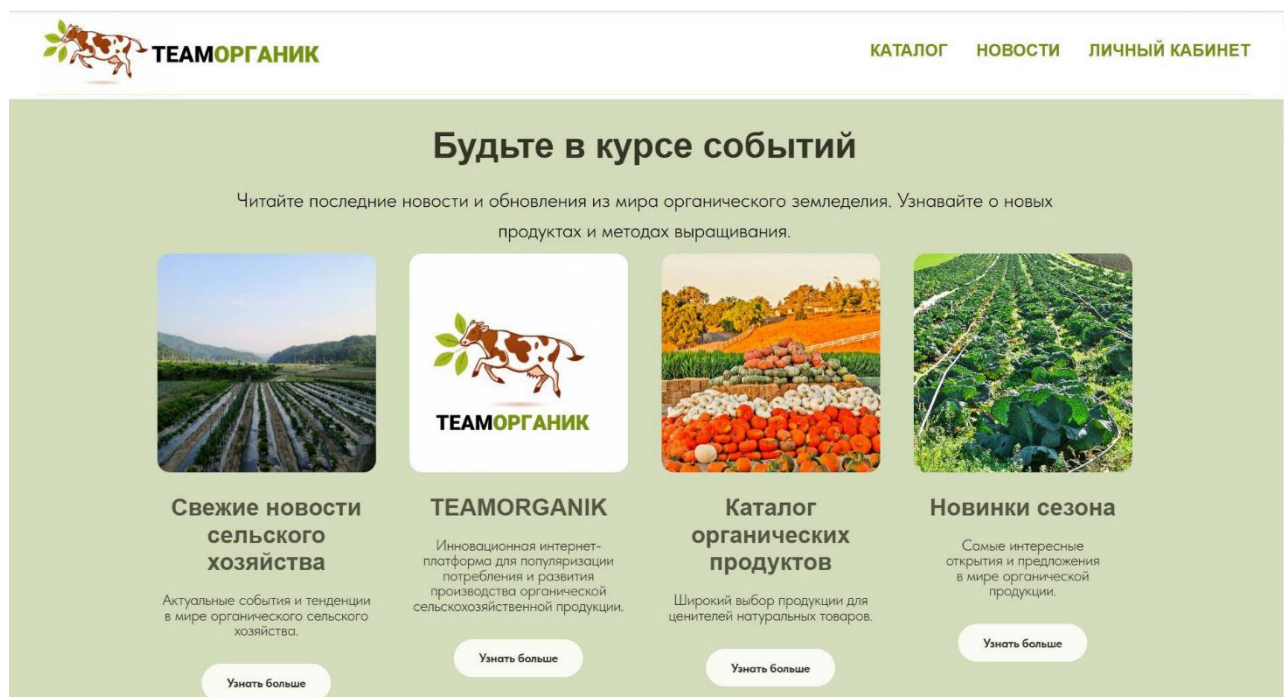 ТЕАМОРГАНИК
КАТАЛОГ НОВОСТИ ЛИЧНЫЙ КАБИНЕТ
Будьте в курсе событий
Читайте последние новости и обновления из мира органического земледелия. Узнавайте о новых
продуктах и методах выращивания.
ТЕАМОРГАНИК
Свежие новости
сельского
хозяйства
Актуальные события и тенденции
в мире органического сельского
хозяйства.
Узнать больше
TEAMORGANIK
Инновационная интернет-
платформа для популяризации
потребления и развития
производства органической
сельскохозяйственной продукции.
Узнать больше
Каталог
органических
продуктов
Широкий выбор продукции для
ценителей натуральных товаров.
Узнать больше
Новинки сезона
Самые интересные
открытия и предложения
в мире органической
продукции.
Узнать больше